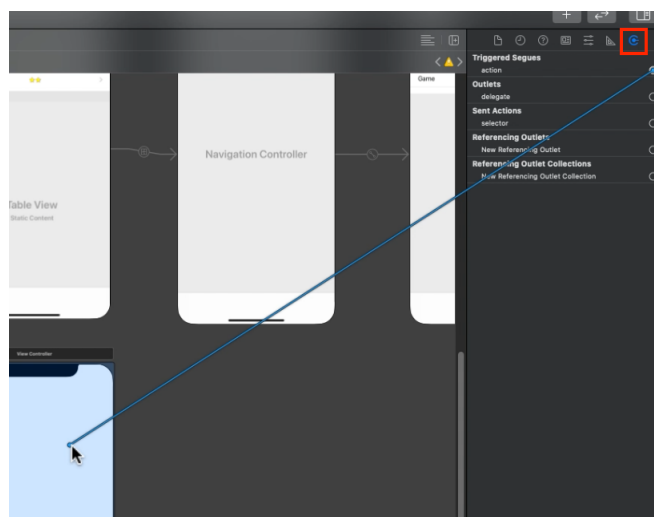 Triggered Segues
action
Outlets
delegate
Sent Actions
selector
Referencing Outlets
New Referencing Outlet
Referencing Outlet Collections
New Referencing Outlet Collection
Game
Navigation Controller
Table View
Static Content
View Controller